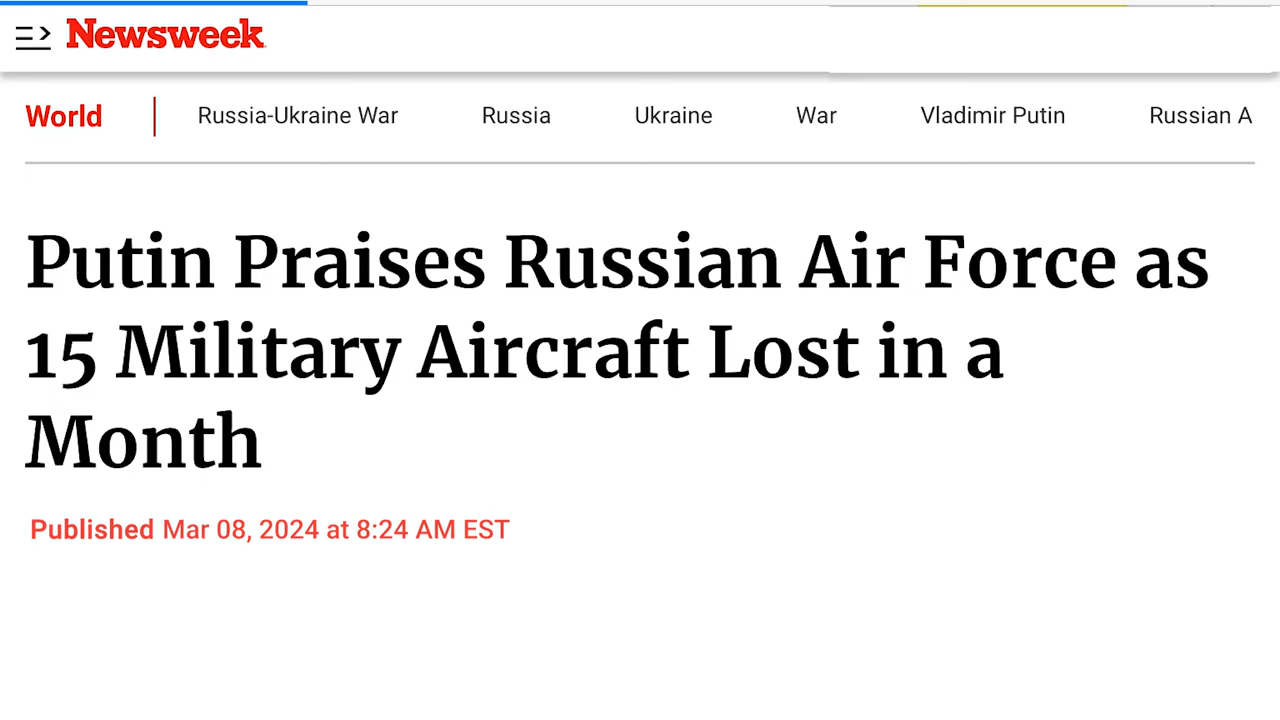 Newsweek
World
Russia-Ukraine War
Russia
Ukraine
War
Vladimir Putin
Russian A
Putin Praises Russian Air Force as
15 Military Aircraft Lost in a
Month
Published Mar 08, 2024 at 8:24 AM EST